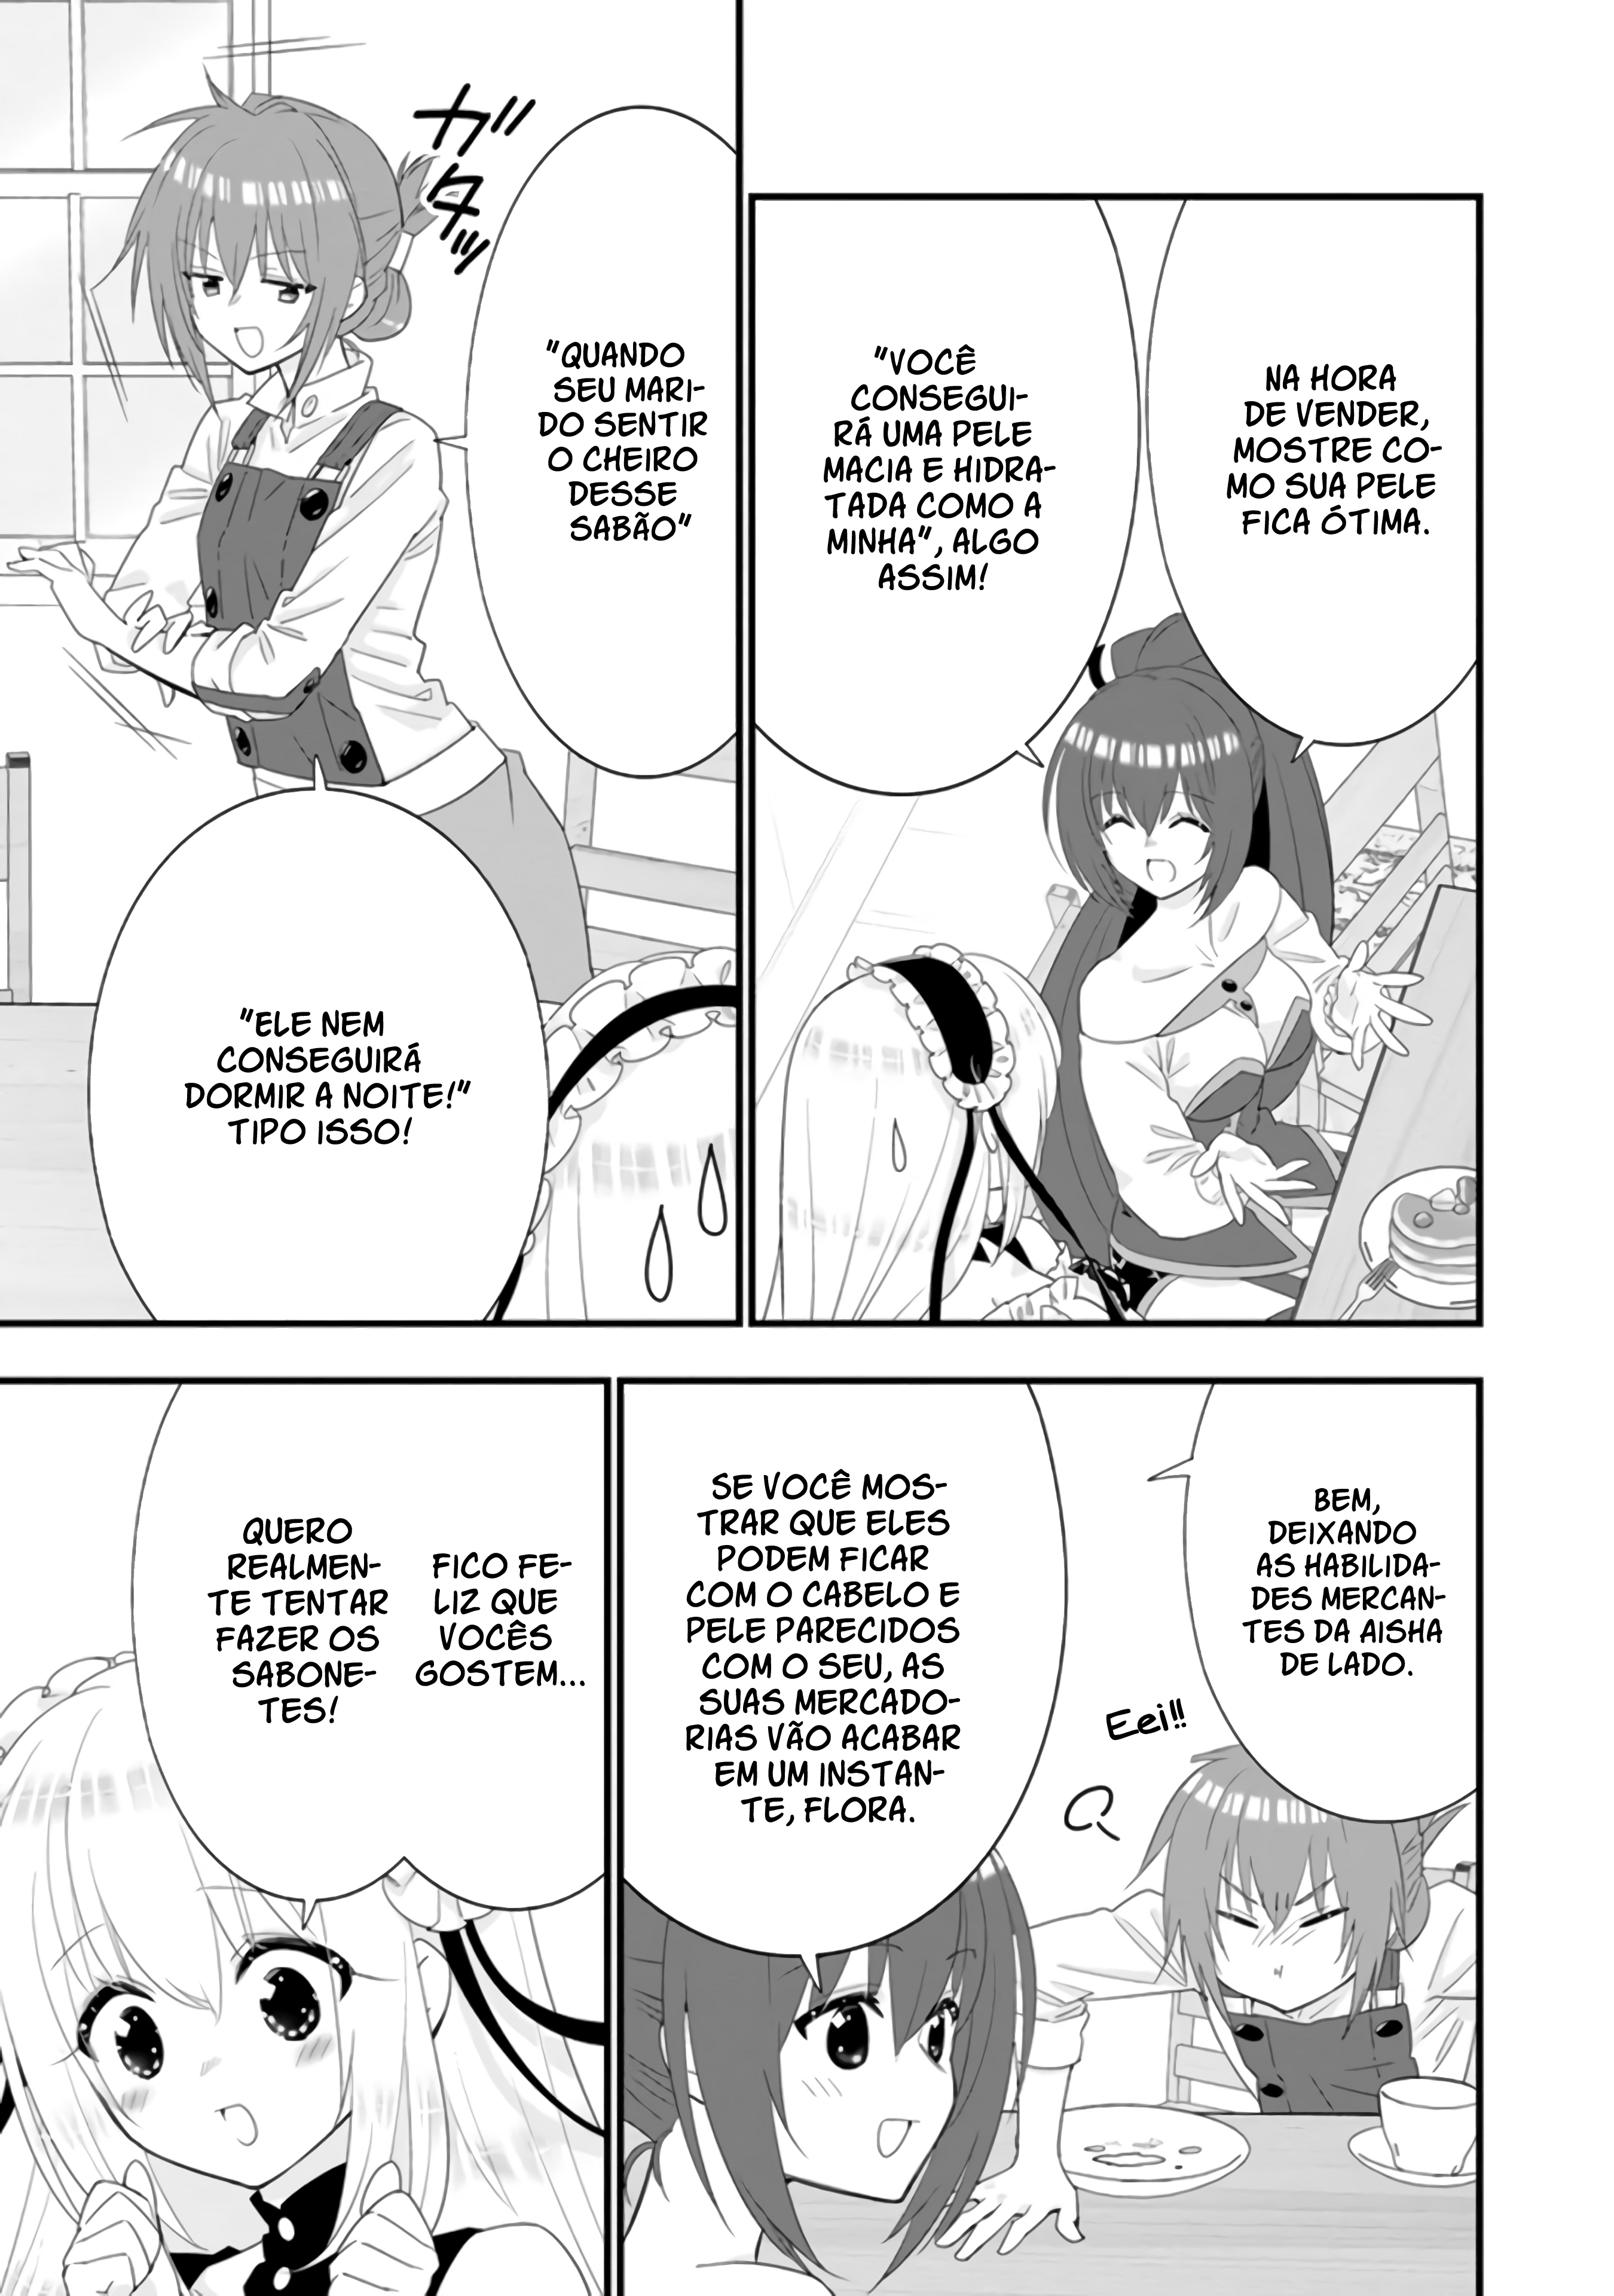 NA HORA
DE VENDER,
MOSTRE CO-
MO SUA PELE
FICA ÓTIMA.
"VOCÊ
CONSEGUI-
RÁ UMA PELE
MACIA E HIDRA-
TADA COMO A
MINHA", ALGO
ASSIM!
"QUANDO
SEU MARI-
DO SENTIR
O CHEIRO
DESSE
SABÃO"
ガタッ
"ELE NEM
CONSEGUIRÁ
DORMIR A NOITE!"
TIPO ISSO!
BEM,
DEIXANDO
AS HABILIDA-
DES MERCAN-
TES DA AISHA
DE LADO.
Eei!!
SE VOCÊ MOS-
TRAR QUE ELES
PODEM FICAR
COM O CABELO E
PELE PARECIDOS
COM O SEU, AS
SUAS MERCADO-
RIAS VÃO ACABAR
EM UM INSTAN-
TE, FLORA.
FICO FE-
LIZ QUE
VOCÊS
GOSTEM...
QUERO
REALMEN-
TE TENTAR
FAZER OS
SABONE-
TES!